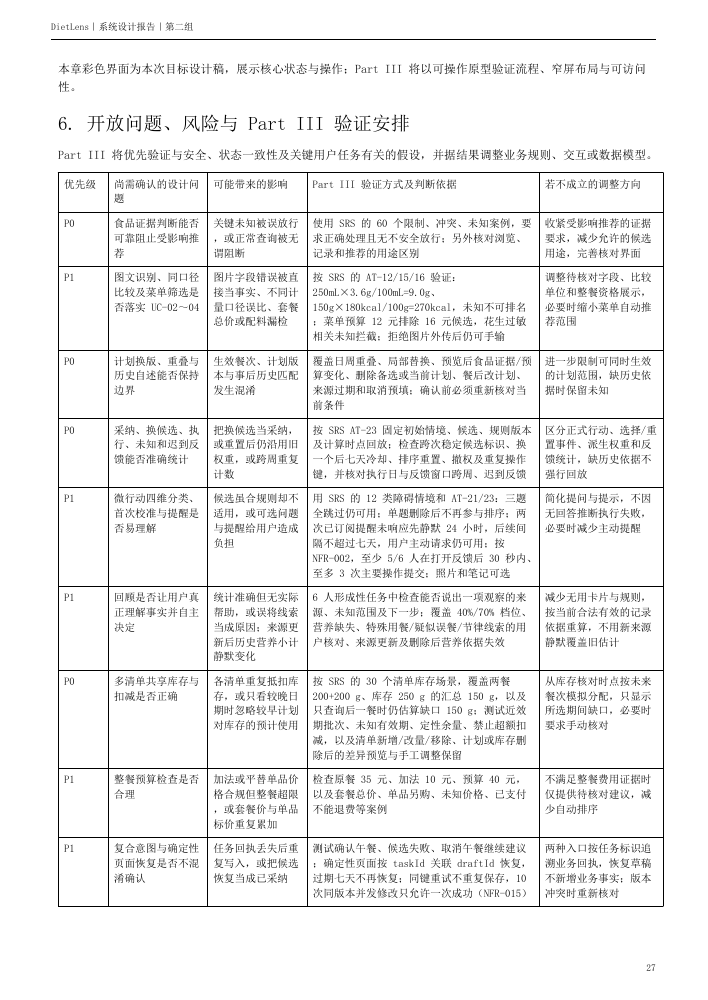 DietLens | 系统设计报告 | 第二组
本章彩色界面为本次目标设计稿，展示核心状态与操作；Part III 将以可操作原型验证流程、窄屏布局与可访问
性。
6. 开放问题、风险与 Part III 验证安排
Part III 将优先验证与安全、状态一致性及关键用户任务有关的假设，并据结果调整业务规则、交互或数据模型。
优先级
尚需确认的设计问
题
可能带来的影响
Part III 验证方式及判断依据
若不成立的调整方向
P0
食品证据判断能否
可靠阻止受影响推
荐
关键未知被误放行
，或正常查询被无
谓阻断
使用 SRS 的 60 个限制、冲突、未知案例，要
求正确处理且无不安全放行；另外核对浏览、
记录和推荐的用途区别
收紧受影响推荐的证据
要求，减少允许的候选
用途，完善核对界面
P1
图文识别、同口径
比较及菜单筛选是
否落实 UC-02～04
图片字段错误被直
接当事实、不同计
量口径误比、套餐
总价或配料漏检
按 SRS 的 AT-12/15/16 验证：
250mL×3.6g/100mL=9.0g、
150g×180kcal/100g=270kcal，未知不可排名
；菜单预算 12 元排除 16 元候选，花生过敏
相关未知拦截；拒绝图片外传后仍可手输
调整待核对字段、比较
单位和整餐资格展示，
必要时缩小菜单自动推
荐范围
P0
计划换版、重叠与
历史自述能否保持
边界
生效餐次、计划版
本与事后历史匹配
发生混淆
覆盖日周重叠、局部替换、预览后食品证据/预
算变化、删除备选或当前计划、餐后改计划、
来源过期和取消预填；确认前必须重新核对当
前条件
进一步限制可同时生效
的计划范围，缺历史依
据时保留未知
P0
采纳、换候选、执
行、未知和迟到反
馈能否准确统计
把换候选当采纳，
或重置后仍沿用旧
权重，或跨周重复
计数
按 SRS AT-23 固定初始情境、候选、规则版本
及计算时点回放；检查跨次稳定候选标识、换
一个后七天冷却、排序重置、撤权及重复操作
键，并核对执行日与反馈窗口跨周、迟到反馈
区分正式行动、选择/重
置事件、派生权重和反
馈统计，缺历史依据不
强行回放
P1
微行动四维分类、
首次校准与提醒是
否易理解
候选虽合规则却不
适用，或可选问题
与提醒给用户造成
负担
用 SRS 的 12 类障碍情境和 AT-21/23；三题
全跳过仍可用；单题删除后不再参与排序；两
次已订阅提醒未响应先静默 24 小时，后续间
隔不超过七天，用户主动请求仍可用；按
NFR-002，至少 5/6 人在打开反馈后 30 秒内、
至多 3 次主要操作提交；照片和笔记可选
简化提问与提示，不因
无回答推断执行失败，
必要时减少主动提醒
P1
回顾是否让用户真
正理解事实并自主
决定
统计准确但无实际
帮助，或误将线索
当成原因；来源更
新后历史营养小计
静默变化
6 人形成性任务中检查能否说出一项观察的来
源、未知范围及下一步；覆盖 40%/70% 档位、
营养缺失、特殊用餐/疑似误餐/节律线索的用
户核对、来源更新及删除后营养依据失效
减少无用卡片与规则，
按当前合法有效的记录
依据重算，不用新来源
静默覆盖旧估计
P0
多清单共享库存与
扣减是否正确
各清单重复抵扣库
存，或只看较晚日
期时忽略较早计划
对库存的预计使用
按 SRS 的 30 个清单库存场景，覆盖两餐
200+200 g、库存 250 g 的汇总 150 g，以及
只查询后一餐时仍估算缺口 150 g；测试近效
期批次、未知有效期、定性余量、禁止超额扣
减，以及清单新增/改量/移除、计划或库存删
除后的差异预览与手工调整保留
从库存核对时点按未来
餐次模拟分配，只显示
所选期间缺口，必要时
要求手动核对
P1
整餐预算检查是否
合理
加法或平替单品价
格合规但整餐超限
，或套餐价与单品
标价重复累加
检查原餐 35 元、加法 10 元、预算 40 元，
以及套餐总价、单品另购、未知价格、已支付
不能退费等案例
不满足整餐费用证据时
仅提供待核对建议，减
少自动排序
P1
复合意图与确定性
页面恢复是否不混
淆确认
任务回执丢失后重
复写入，或把候选
恢复当成已采纳
测试确认午餐、候选失败、取消午餐继续建议
；确定性页面按 taskId 关联 draftId 恢复，
过期七天不再恢复；同键重试不重复保存，10
次同版本并发修改只允许一次成功（NFR-015）
两种入口按任务标识追
溯业务回执，恢复草稿
不新增业务事实；版本
冲突时重新核对
27